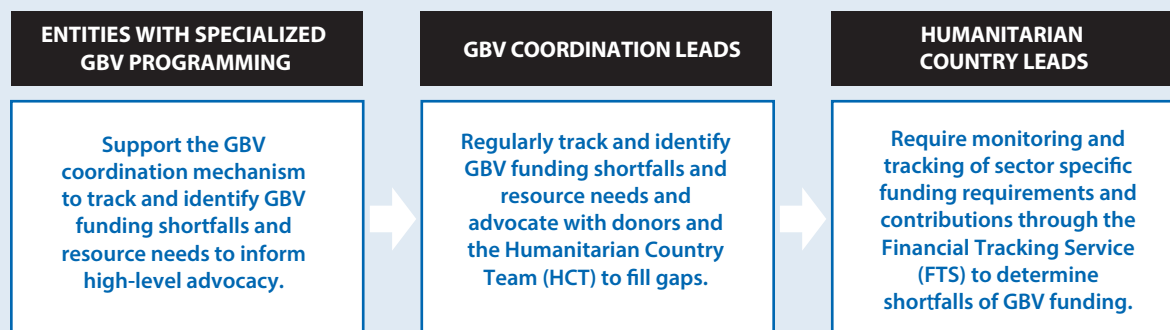 ENTITIES WITH SPECIALIZED
GBV PROGRAMMING
Support the GBV
coordination mechanism
to track and identify GBV
funding shortfalls and
resource needs to inform
high-level advocacy.
GBV COORDINATION LEADS
Regularly track and identify
GBV funding shortfalls and
resource needs and
advocate with donors and
the Humanitarian Country
Team (HCT) to fill gaps.
HUMANITARIAN
COUNTRY LEADS
Require monitoring and
tracking of sector specific
funding requirements and
contributions through the
Financial Tracking Service
(FTS) to determine
shortfalls of GBV funding.